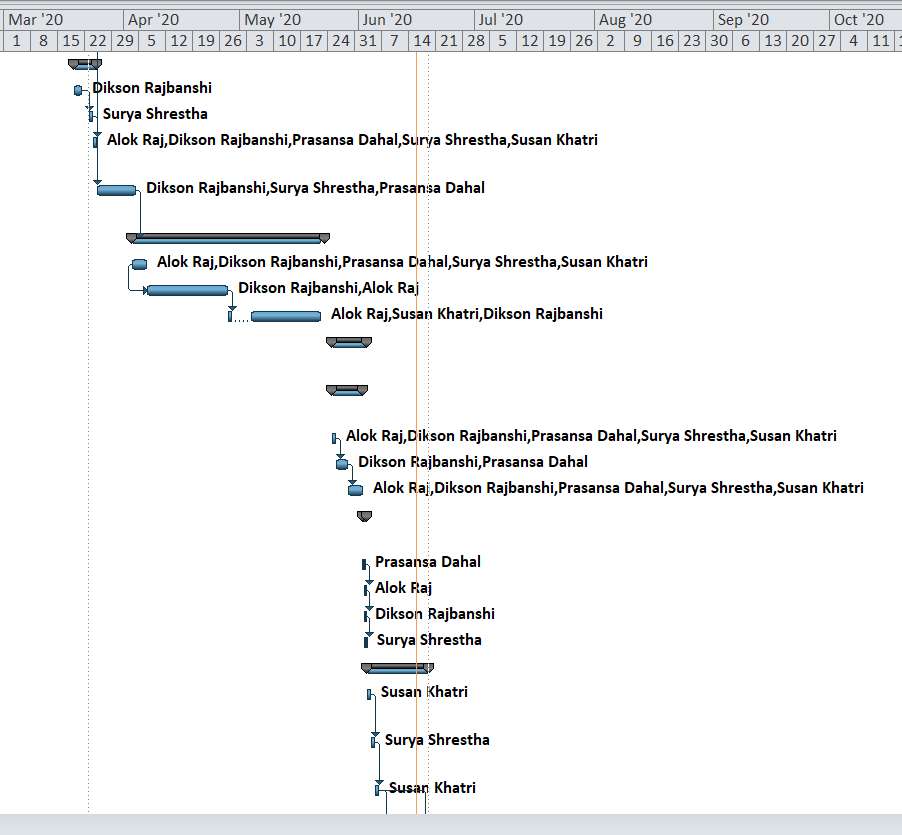 Mar '20 Apr '20 May '20 Jun '20 Jul '20 Aug '20 Sep '20 Oct '20
1 8 15 22 29 5 12 19 26 3 10 17 24 31 7 14 21 28 5 12 19 26 2 9 16 23 30 6 13 20 27 4 11
Dikson Rajbanshi
Surya Shrestha
Alok Raj,Dikson Rajbanshi,Prasansa Dahal,Surya Shrestha,Susan Khatri
Dikson Rajbanshi,Surya Shrestha,Prasansa Dahal
Alok Raj,Dikson Rajbanshi,Prasansa Dahal,Surya Shrestha,Susan Khatri
Dikson Rajbanshi,Alok Raj
Alok Raj,Susan Khatri,Dikson Rajbanshi
Alok Raj,Dikson Rajbanshi,Prasansa Dahal,Surya Shrestha,Susan Khatri
Dikson Rajbanshi,Prasansa Dahal
Alok Raj,Dikson Rajbanshi,Prasansa Dahal,Surya Shrestha,Susan Khatri
Prasansa Dahal
Alok Raj
Dikson Rajbanshi
Surya Shrestha
Susan Khatri
Surya Shrestha
Susan Khatri